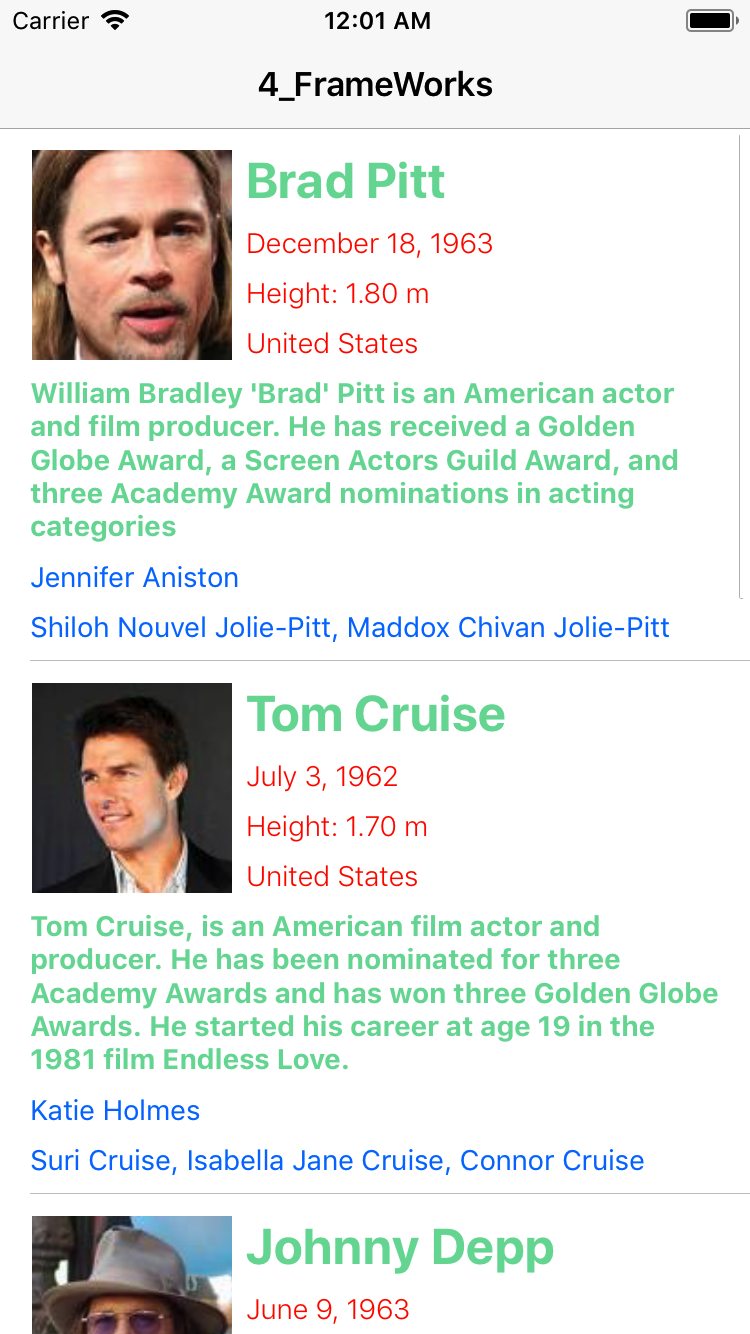 Carrier 12:01 AM
4_FrameWorks
Brad Pitt
December 18, 1963
Height: 1.80 m
United States
William Bradley 'Brad' Pitt is an American actor
and film producer. He has received a Golden
Globe Award, a Screen Actors Guild Award, and
three Academy Award nominations in acting
categories
Jennifer Aniston
Shiloh Nouvel Jolie-Pitt, Maddox Chivan Jolie-Pitt
Tom Cruise
July 3, 1962
Height: 1.70 m
United States
Tom Cruise, is an American film actor and
producer. He has been nominated for three
Academy Awards and has won three Golden Globe
Awards. He started his career at age 19 in the
1981 film Endless Love.
Katie Holmes
Suri Cruise, Isabella Jane Cruise, Connor Cruise
Johnny Depp
June 9, 1963